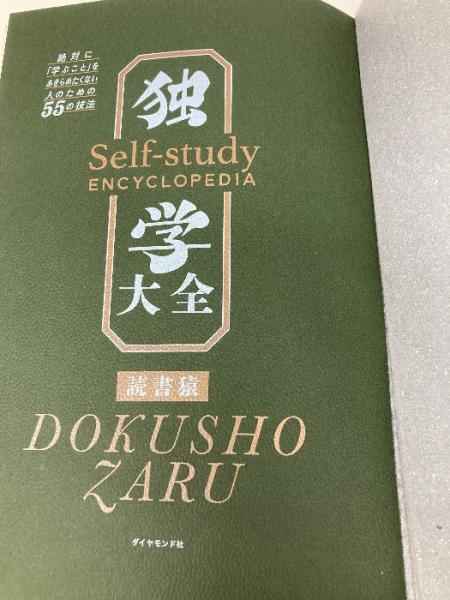 絶対に
「学ぶこと」を
あきらめたくない
人のための
55の技法
独
Self-study
ENCYCLOPEDIA
学
大全
読書猿
DOKUSHO
ZARU
ダイヤモンド社